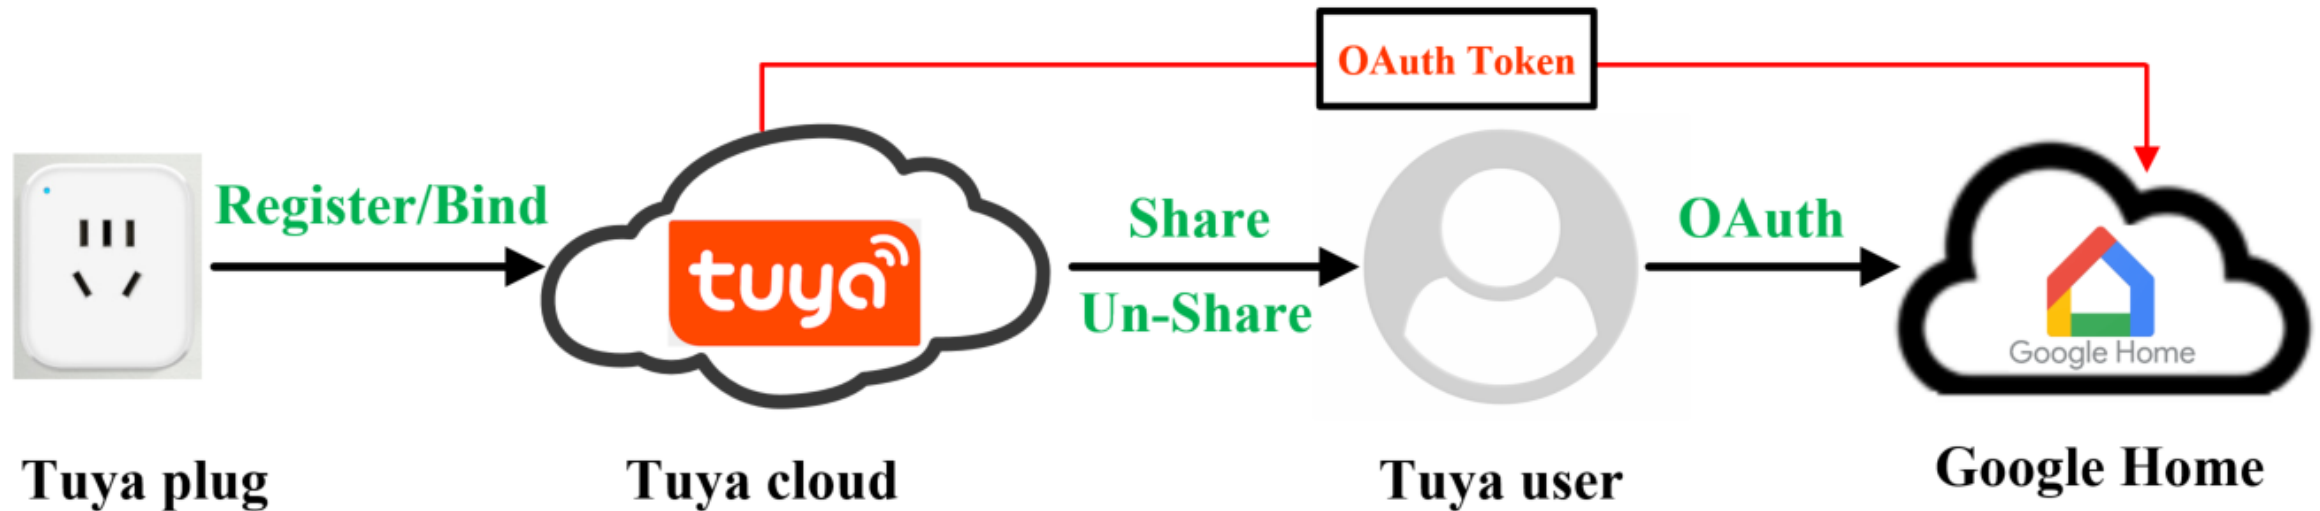 OAuth Token
Register/Bind
Share
OAuth
Un-Share
tuya
Google Home
Tuya plug
Tuya cloud
Tuya user
Google Home